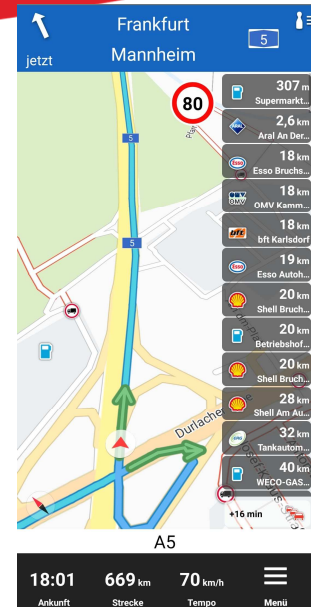 Frankfurt
Mannheim
5
jetzt
80
307 m
Supermarkt...
2,6 km
ARAL
Aral An Der...
Esso
18 km
Esso Bruchs...
OMV
18 km
OMV Kamm...
bft
18 km
bft Karlsdorf
Esso
19 km
Esso Autoh...
20 km
Shell Bruch...
20 km
Betriebshof...
20 km
Shell Bruch...
28 km
Shell Am Au...
32 km
Tankautom...
40 km
WECO-GAS...
+16 min
5
5
Durlacher
A5
18:01 669 km 70 km/h
Ankunft Strecke Tempo Menü